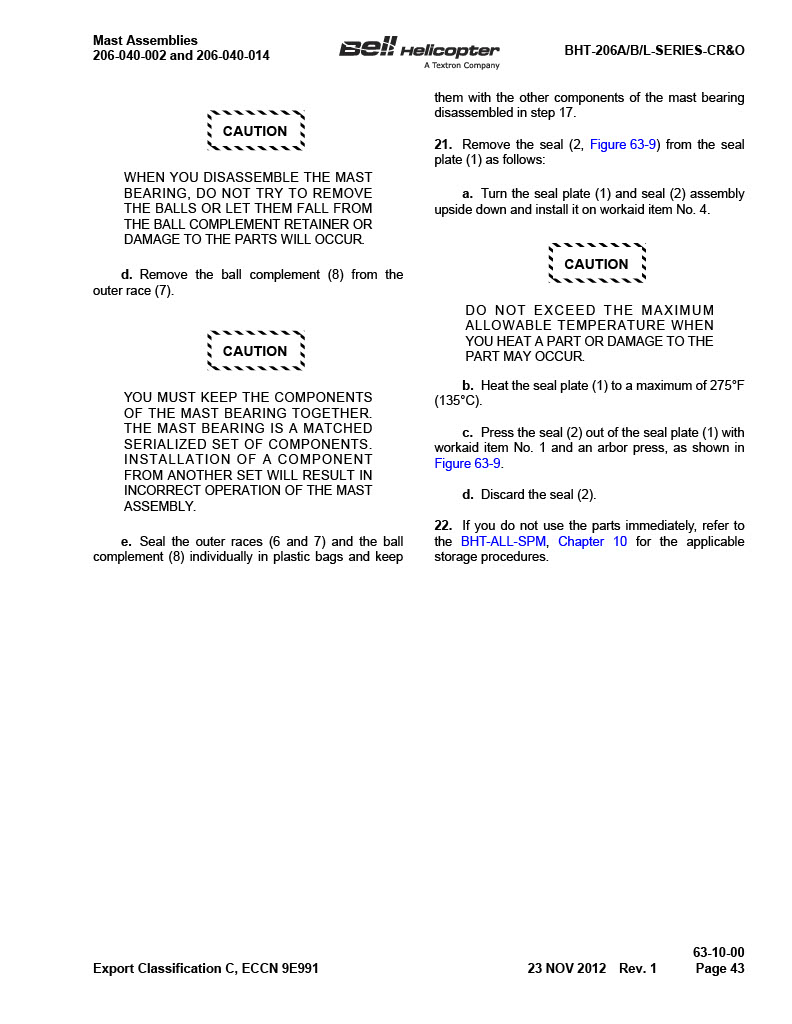 Mast Assemblies
206-040-002 and 206-040-014
Bell Helicopter
A Textron Company
BHT-206A/B/L-SERIES-CR&O
CAUTION
WHEN YOU DISASSEMBLE THE MAST
BEARING, DO NOT TRY TO REMOVE
THE BALLS OR LET THEM FALL FROM
THE BALL COMPLEMENT RETAINER OR
DAMAGE TO THE PARTS WILL OCCUR.
d. Remove the ball complement (8) from the
outer race (7).
CAUTION
YOU MUST KEEP THE COMPONENTS
OF THE MAST BEARING TOGETHER.
THE MAST BEARING IS A MATCHED
SERIALIZED SET OF COMPONENTS.
INSTALLATION OF A COMPONENT
FROM ANOTHER SET WILL RESULT IN
INCORRECT OPERATION OF THE MAST
ASSEMBLY.
e. Seal the outer races (6 and 7) and the ball
complement (8) individually in plastic bags and keep
them with the other components of the mast bearing
disassembled in step 17.
21. Remove the seal (2, Figure 63-9) from the seal
plate (1) as follows:
a. Turn the seal plate (1) and seal (2) assembly
upside down and install it on workaid item No. 4.
CAUTION
DO NOT EXCEED THE MAXIMUM
ALLOWABLE TEMPERATURE WHEN
YOU HEAT A PART OR DAMAGE TO THE
PART MAY OCCUR.
b. Heat the seal plate (1) to a maximum of 275°F
(135°C).
c. Press the seal (2) out of the seal plate (1) with
workaid item No. 1 and an arbor press, as shown in
Figure 63-9.
d. Discard the seal (2).
22. If you do not use the parts immediately, refer to
the BHT-ALL-SPM, Chapter 10 for the applicable
storage procedures.
63-10-00
Export Classification C, ECCN 9E991
23 NOV 2012 Rev. 1 Page 43